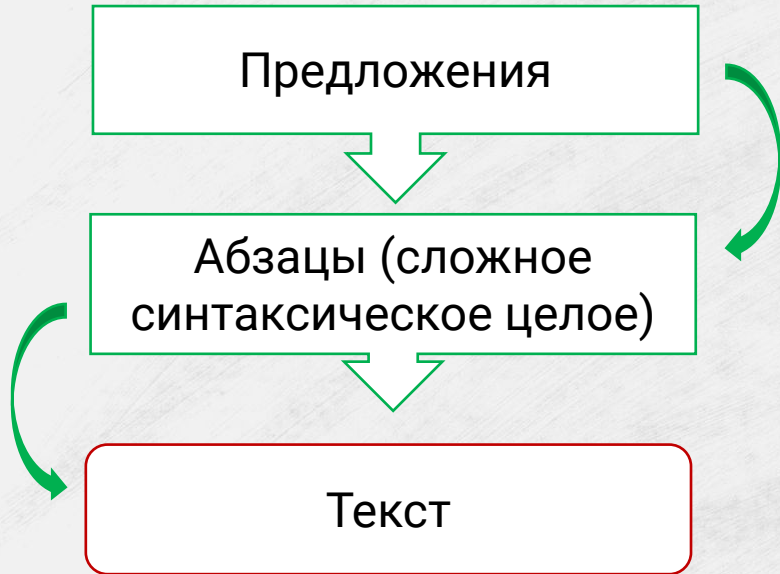 Предложения
Абзацы (сложное
синтаксическое целое)
Текст